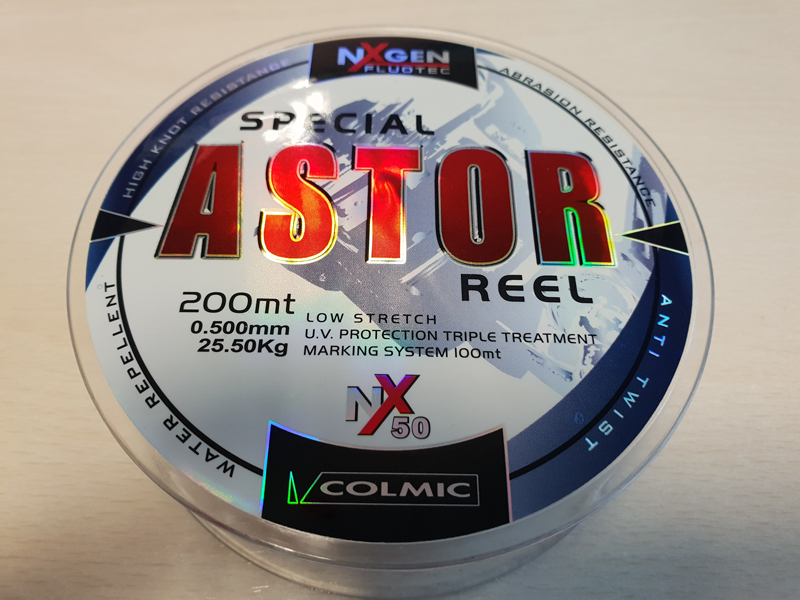 NXGEN
FLUOTEC
HIGH KNOT RESISTANCE
ABRASION RESISTANCE
SPECIAL
ASTOR
REEL
200mt
0.500mm
25.50Kg
LOW STRETCH
U.V. PROTECTION TRIPLE TREATMENT
MARKING SYSTEM 100mt
WATER REPELLENT
ANTI TWIST
NX
50
COLMIC